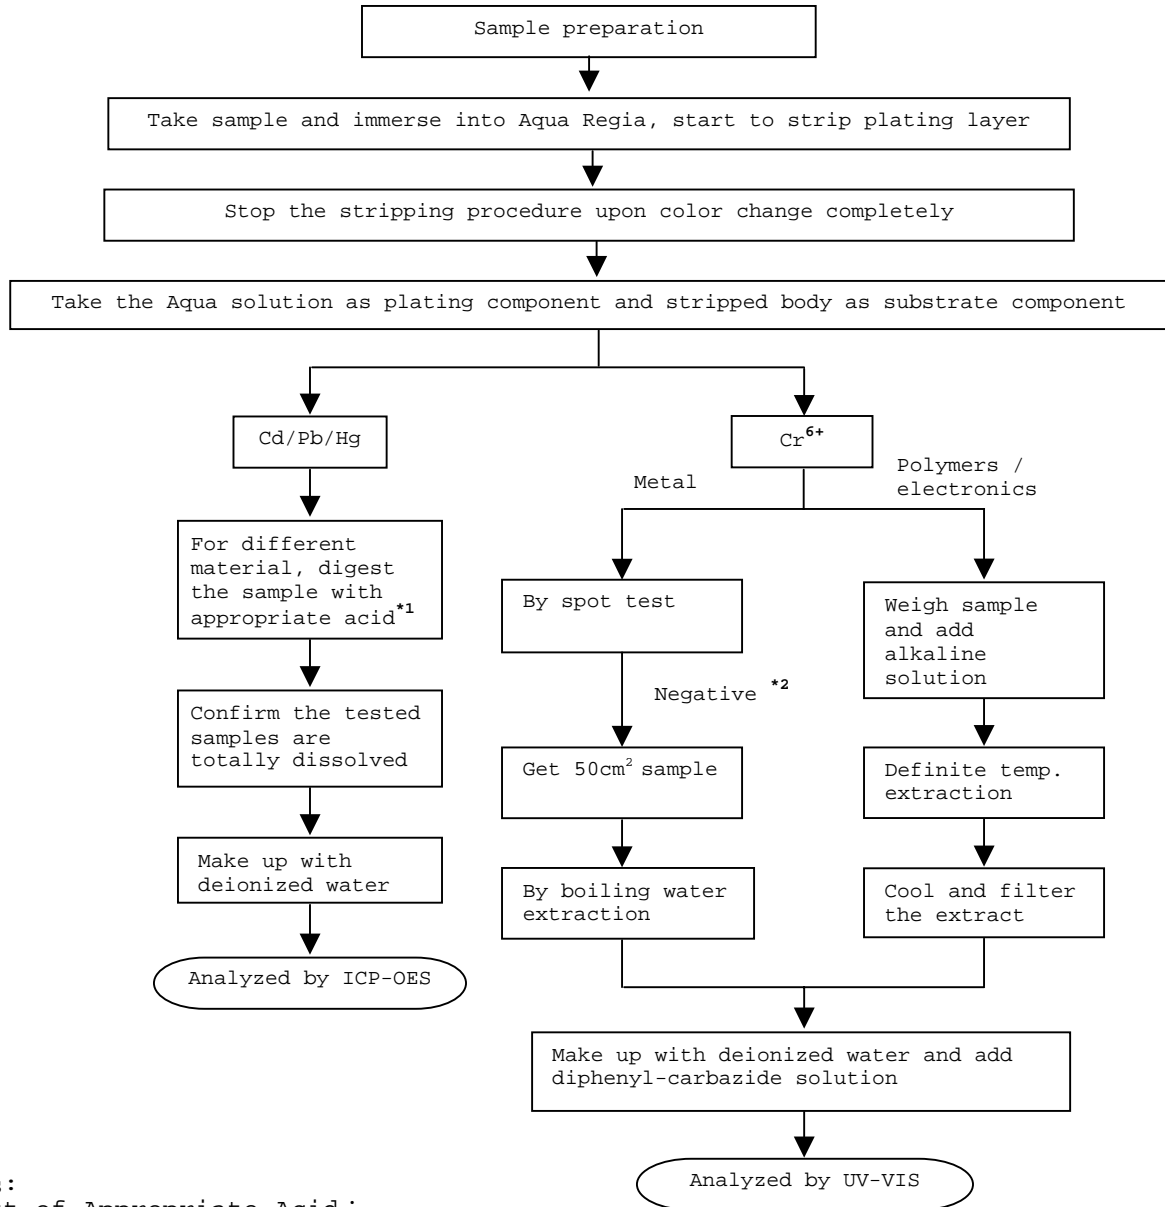 Sample preparation
Take sample and immerse into Aqua Regia, start to strip plating layer
Stop the stripping procedure upon color change completely
Take the Aqua solution as plating component and stripped body as substrate component
Cd/Pb/Hg
Cr6+
Metal
Polymers /
electronics
For different
material, digest
the sample with
appropriate acid*1
By spot test
Weigh sample
and add
alkaline
solution
Negative *2
Confirm the tested
samples are
totally dissolved
Get 50cm2 sample
Definite temp.
extraction
Make up with
deionized water
By boiling water
extraction
Cool and filter
the extract
Analyzed by ICP-OES
Make up with deionized water and add
diphenyl-carbazide solution
Analyzed by UV-VIS
of Appropriate Acid: